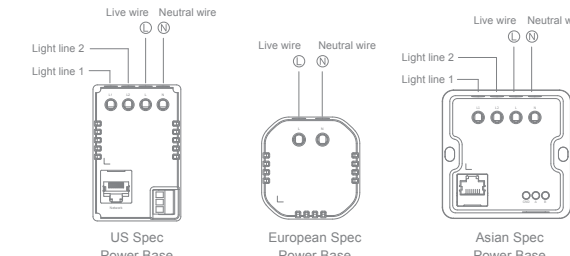 Live wire Neutral wire
L N
Light line 2
Light line 1
US Spec
Power Base
Live wire Neutral wire
L N
European Spec
Power Base
Live wire Neutral w
L N
Light line 2
Light line 1
Asian Spec
Power Base